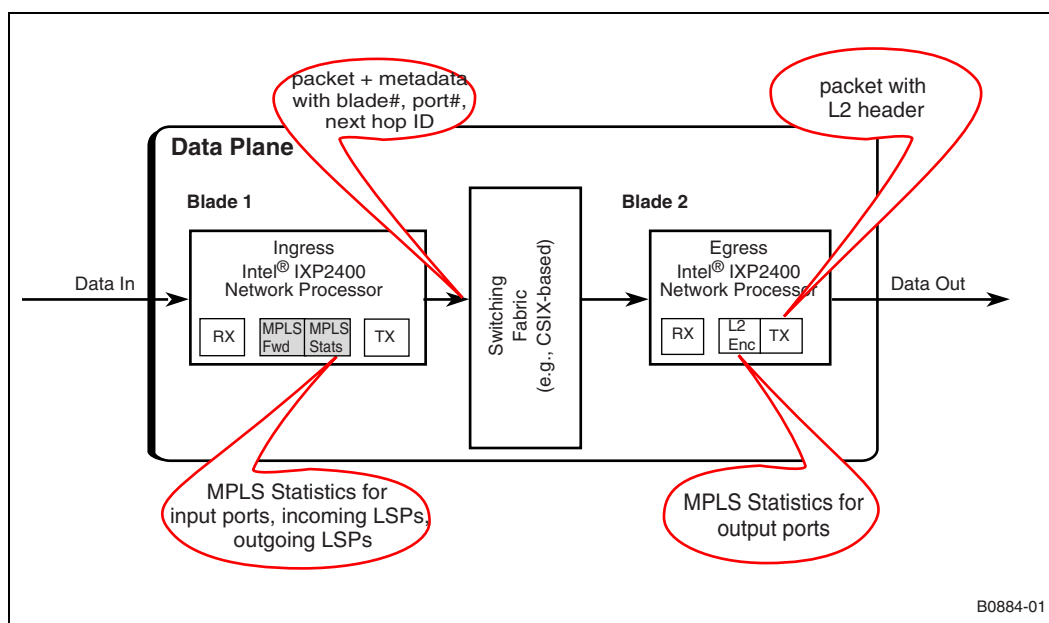 packet + metadata
with blade#, port#,
next hop ID
packet with
L2 header
Data Plane
Blade 1
Blade 2
Ingress
Intel® IXP2400
Network Processor
Egress
Intel® IXP2400
Network Processor
Data In
Data Out
RX
MPLS
Fwd
MPLS
Stats
TX
Switching
Fabric
(e.g., CSIX-based)
RX
L2
Enc
TX
MPLS Statistics for
input ports, incoming LSPs,
outgoing LSPs
MPLS Statistics for
output ports
B0884-01